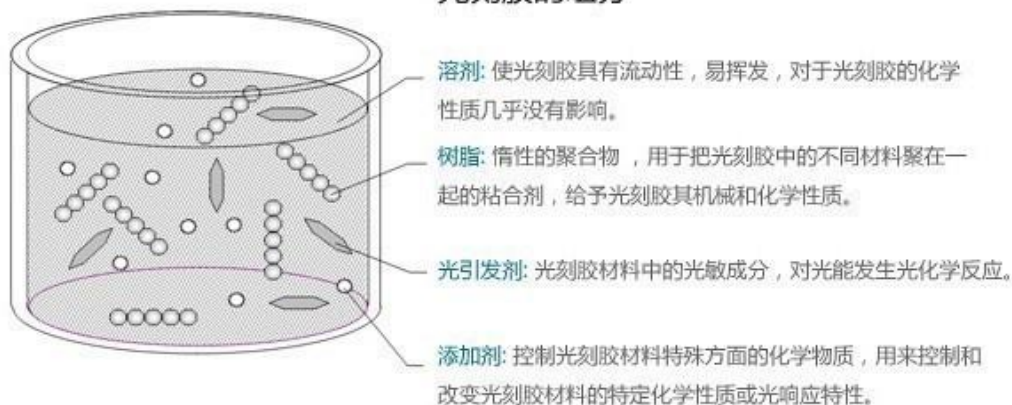 溶剂: 使光刻胶具有流动性，易挥发，对于光刻胶的化学
性质几乎没有影响。
树脂: 惰性的聚合物 ，用于把光刻胶中的不同材料聚在一
起的粘合剂，给予光刻胶其机械和化学性质。
光引发剂: 光刻胶材料中的光敏成分，对光能发生光化学反应。
添加剂: 控制光刻胶材料特殊方面的化学物质，用来控制和
改变光刻胶材料的特定化学性质或光响应特性。